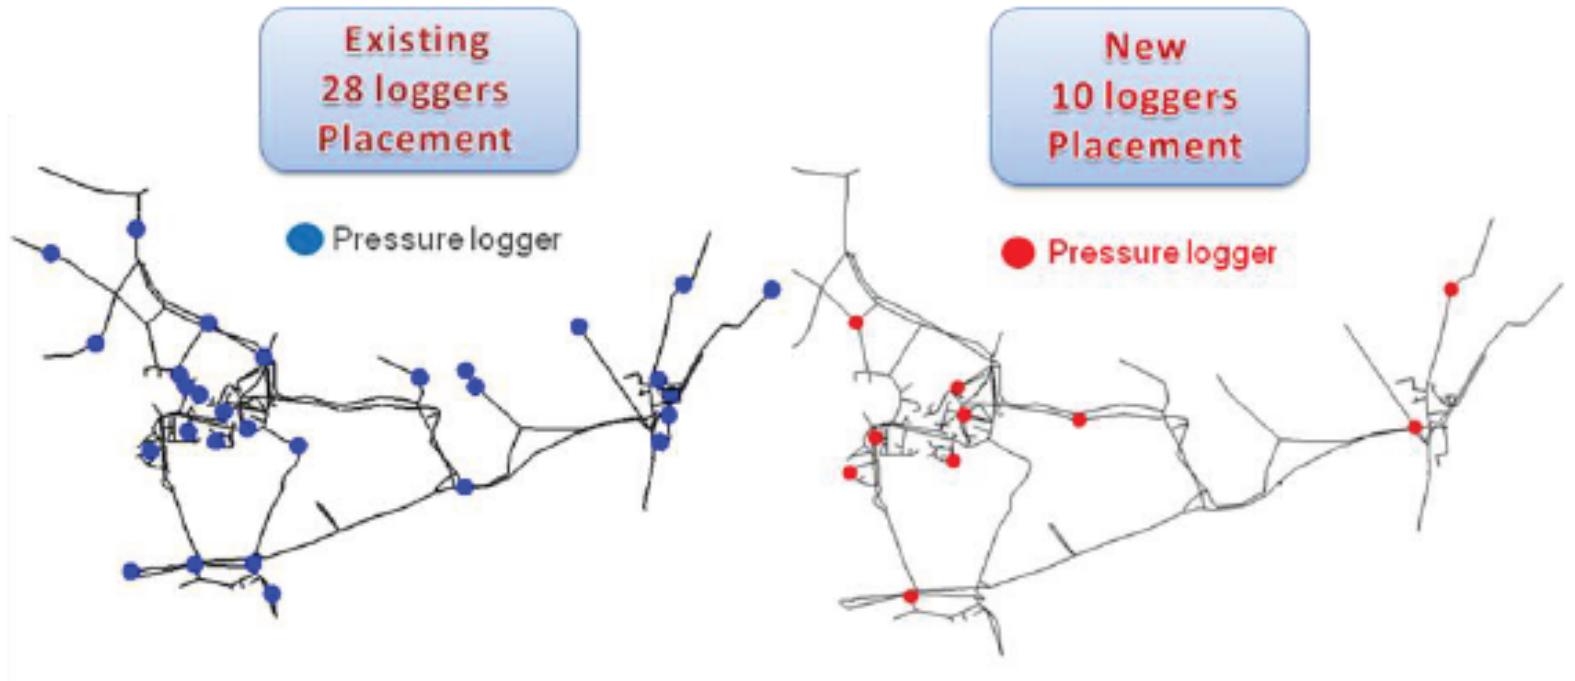 Existing
28 loggers
Placement
Pressure logger
New
10 loggers
Placement
Pressure logger